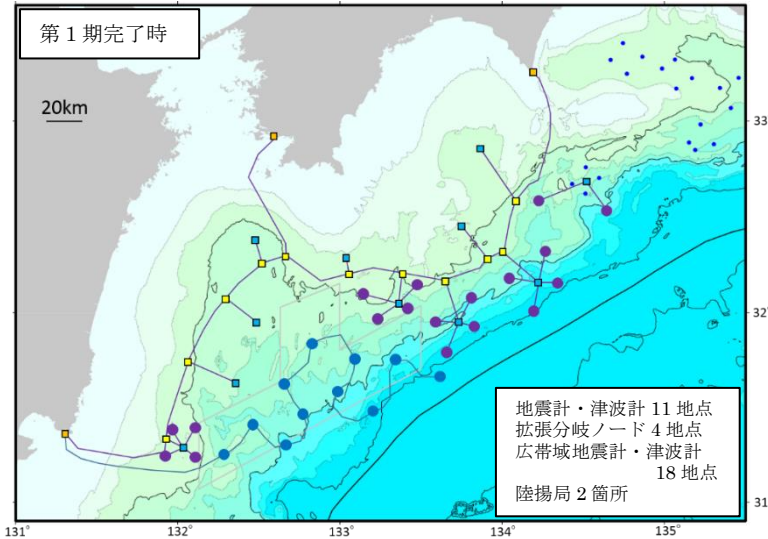 第1期完了時
20km
33
32°
31°
地震計・津波計 11 地点
拡張分岐ノード 4 地点
広帯域地震計・津波計
18 地点
陸揚局 2 箇所
131° 132° 133° 134° 135°